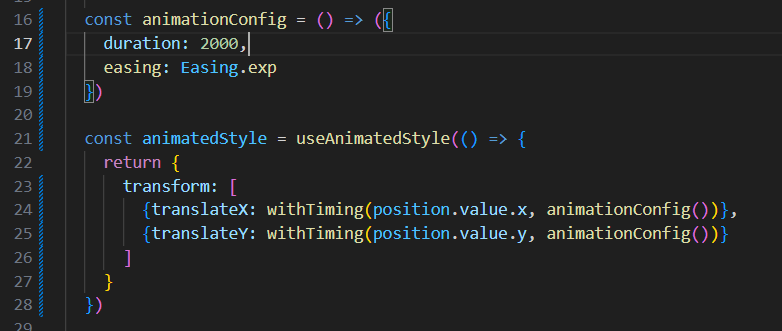 16 const animationConfig = () => ({
17 duration: 2000,
18 easing: Easing.exp
19 })
20
21 const animatedStyle = useAnimatedStyle(() => {
22 return {
23 transform: [
24 {translateX: withTiming(position.value.x, animationConfig())},
25 {translateY: withTiming(position.value.y, animationConfig())}
26 ]
27 }
28 })
29